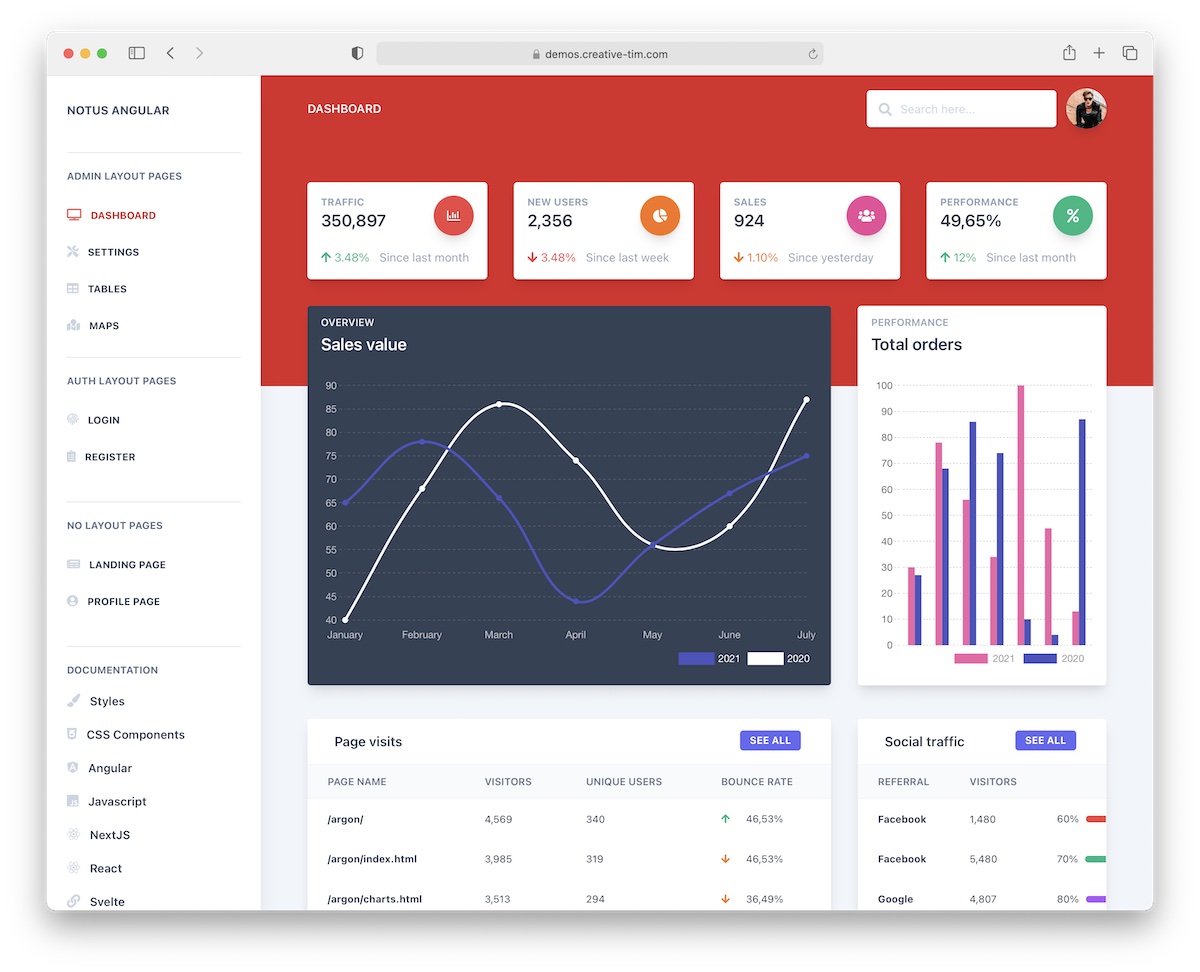 demos.creative-tim.com
NOTUS ANGULAR
ADMIN LAYOUT PAGES
DASHBOARD
SETTINGS
TABLES
MAPS
AUTH LAYOUT PAGES
LOGIN
REGISTER
NO LAYOUT PAGES
LANDING PAGE
PROFILE PAGE
DOCUMENTATION
Styles
CSS Components
Angular
Javascript
NextJS
React
Svelte
DASHBOARD
Search here...
TRAFFIC
350,897
3.48% Since last month
NEW USERS
2,356
3.48% Since last week
SALES
924
1.10% Since yesterday
PERFORMANCE
49,65%
12% Since last month
OVERVIEW
Sales value
90
85
80
75
70
65
60
55
50
45
40
January February March April May June July
2021 2020
PERFORMANCE
Total orders
100
90
80
70
60
50
40
30
20
10
0
2021 2020
Page visits SEE ALL
PAGE NAME VISITORS UNIQUE USERS BOUNCE RATE
/argon/ 4,569 340 46,53%
/argon/index.html 3,985 319 46,53%
/argon/charts.html 3,513 294 36,49%
Social traffic SEE ALL
REFERRAL VISITORS
Facebook 1,480 60%
Facebook 5,480 70%
Google 4,807 80%